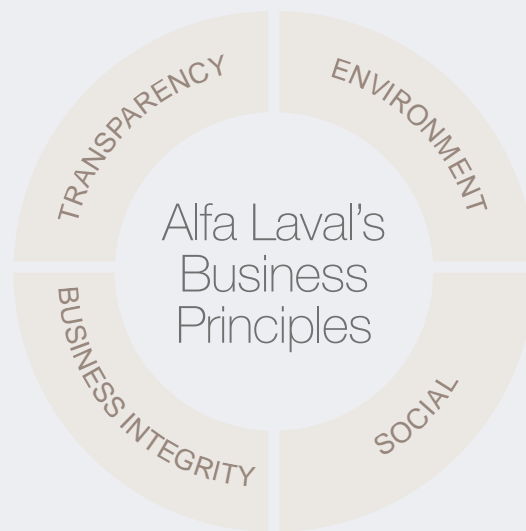 TRANSPARENCY
ENVIRONMENT
Alfa Laval's
Business
Principles
BUSINESS INTEGRITY
SOCIAL